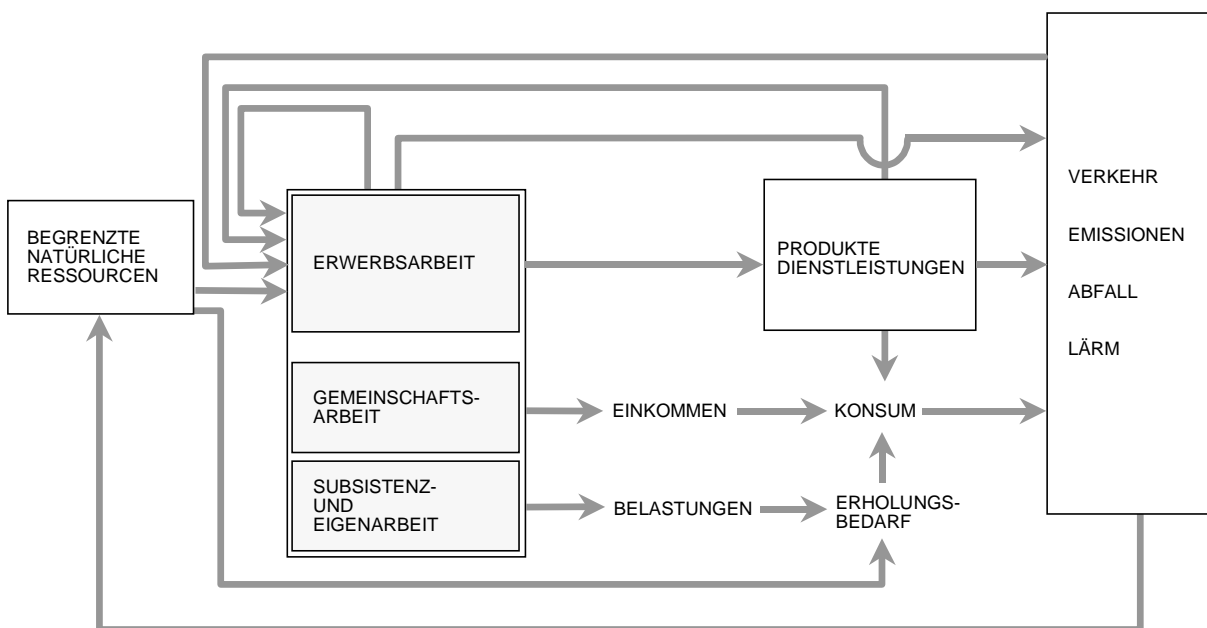 BEGRENZTE
NATÜRLICHE
RESSOURCEN
ERWERBSARBEIT
GEMEINSCHAFTS-
ARBEIT
SUBSISTENZ-
UND
EIGENARBEIT
EINKOMMEN
BELASTUNGEN
PRODUKTE
DIENSTLEISTUNGEN
KONSUM
ERHOLUNGS-
BEDARF
VERKEHR
EMISSIONEN
ABFALL
LÄRM